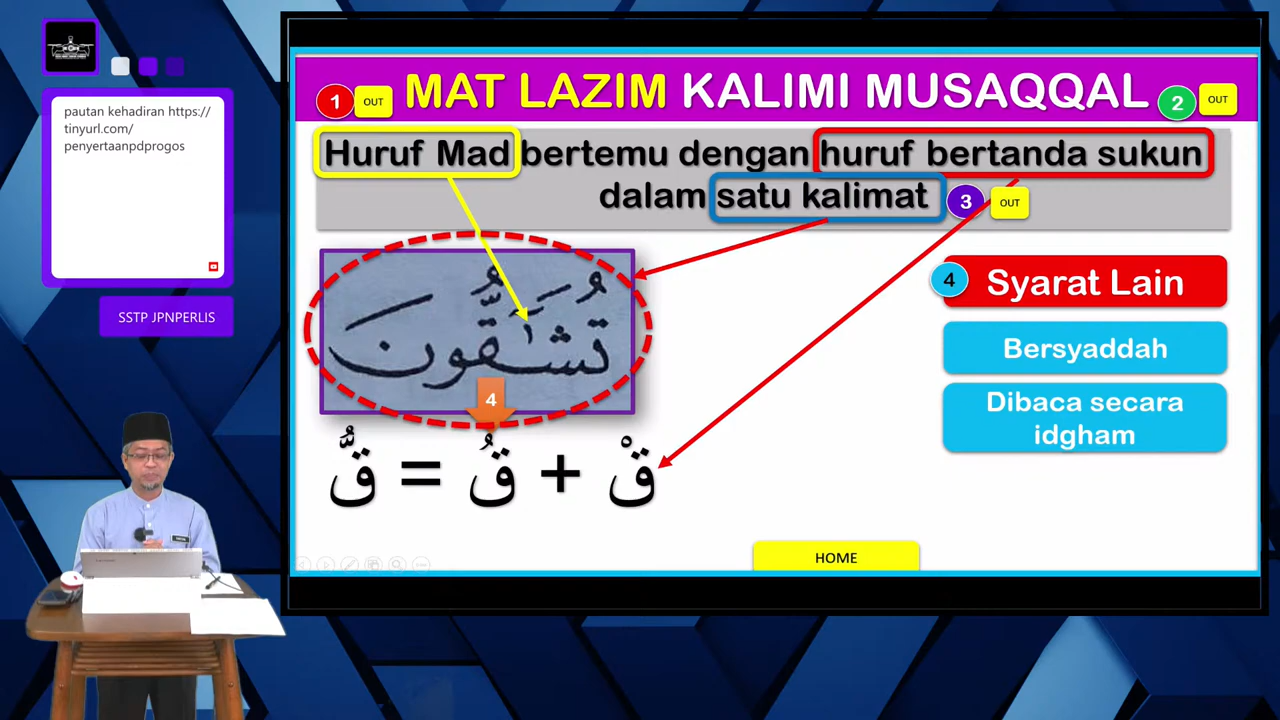 pautan kehadiran https://
tinyurl.com/
penyertaanpdprogos
SSTP JPNPERLIS
1 OUT MAT LAZIM KALIMI MUSAQQAL 2 OUT
Huruf Mad bertemu dengan huruf bertanda sukun
dalam satu kalimat 3 OUT
تُشَـٰٓقُّونَ
4
قْ + قُ = قُّ
4 Syarat Lain
Bersyaddah
Dibaca secara
idgham
HOME